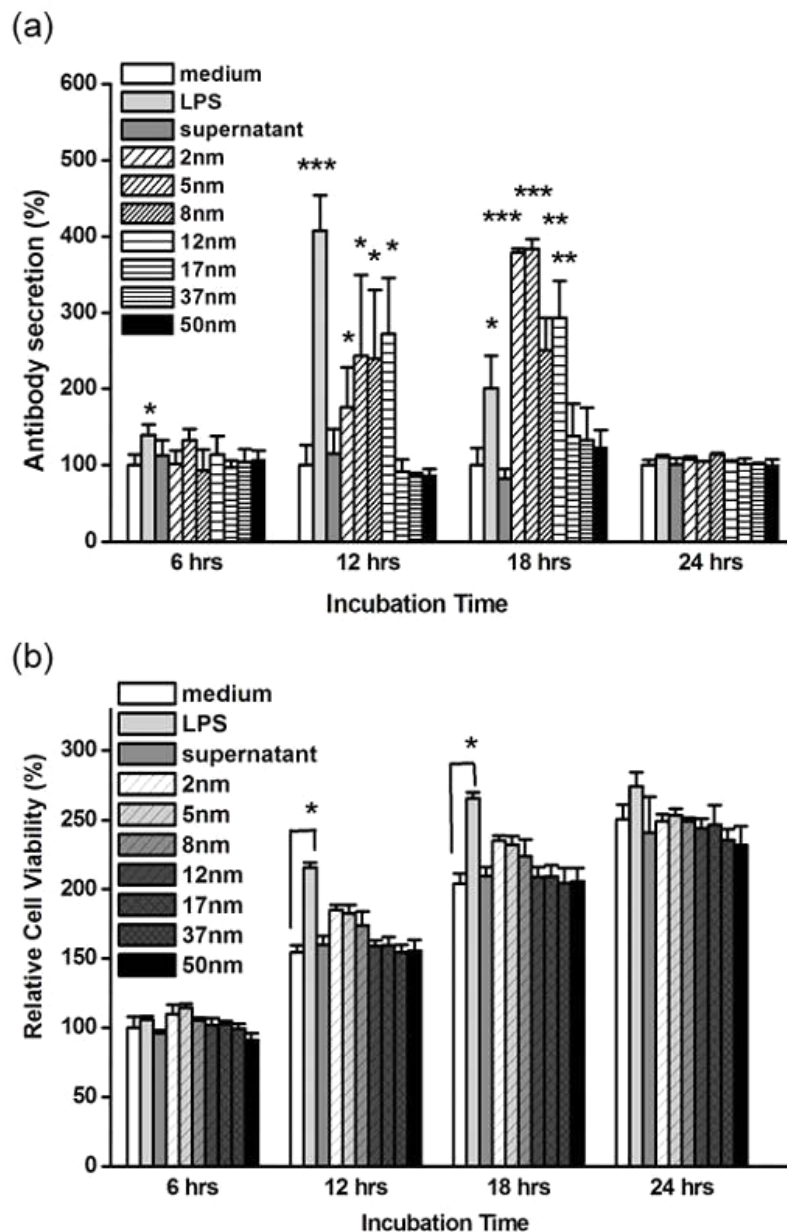 (a)
medium
LPS
supernatant
2nm
5nm
8nm
12nm
17nm
37nm
50nm
600
500
400
300
200
100
0
Antibody secretion (%)
*
***
*
*
*
*
*
***
***
**
**
6 hrs 12 hrs 18 hrs 24 hrs
Incubation Time
(b)
medium
LPS
supernatant
2nm
5nm
8nm
12nm
17nm
37nm
50nm
300
250
200
150
100
50
0
Relative Cell Viability (%)
*
*
6 hrs 12 hrs 18 hrs 24 hrs
Incubation Time